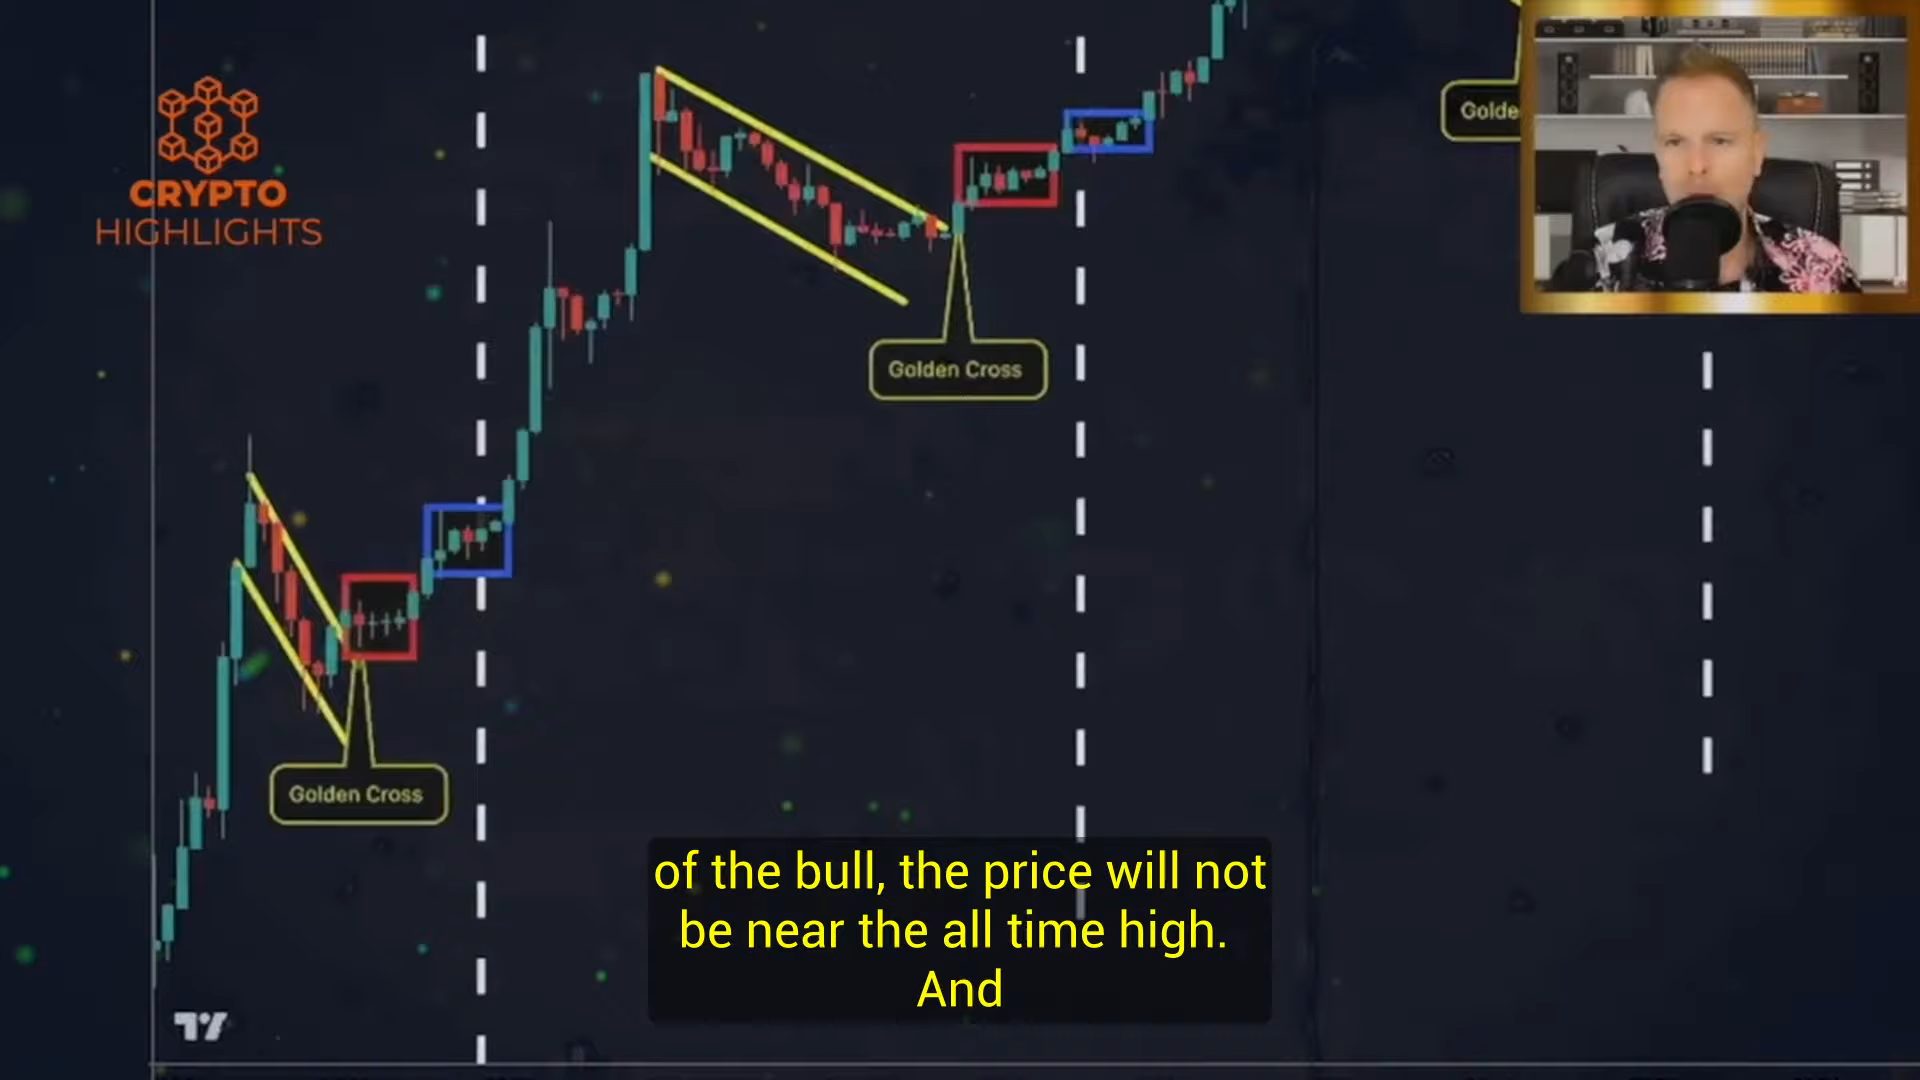 CRYPTO
HIGHLIGHTS
Golde
Golden Cross
Golden Cross
of the bull, the price will not
be near the all time high.
And